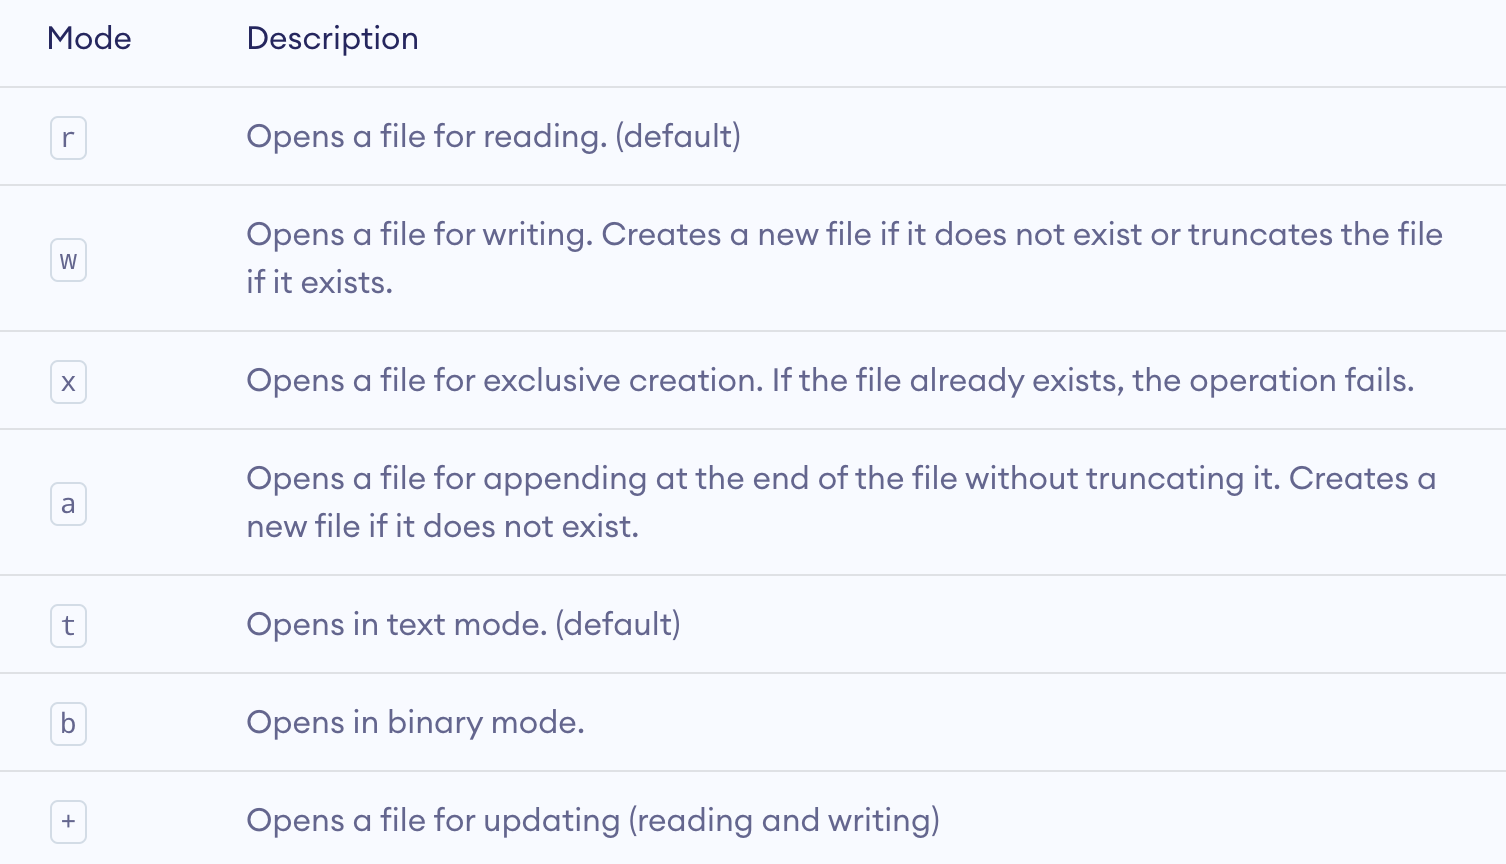 Mode Description
r Opens a file for reading. (default)
w Opens a file for writing. Creates a new file if it does not exist or truncates the file
if it exists.
x Opens a file for exclusive creation. If the file already exists, the operation fails.
a Opens a file for appending at the end of the file without truncating it. Creates a
new file if it does not exist.
t Opens in text mode. (default)
b Opens in binary mode.
+ Opens a file for updating (reading and writing)